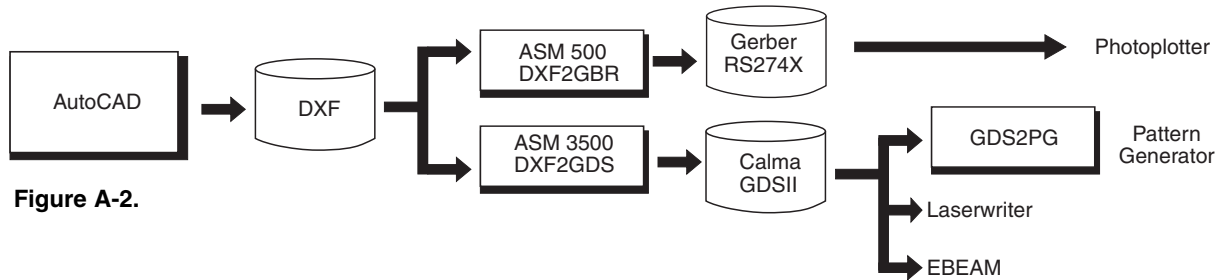 AutoCAD
DXF
ASM 500
DXF2GBR
Gerber
RS274X
Photoplotter
ASM 3500
DXF2GDS
Calma
GDSII
GDS2PG
Pattern
Generator
Laserwriter
EBEAM
Figure A-2.